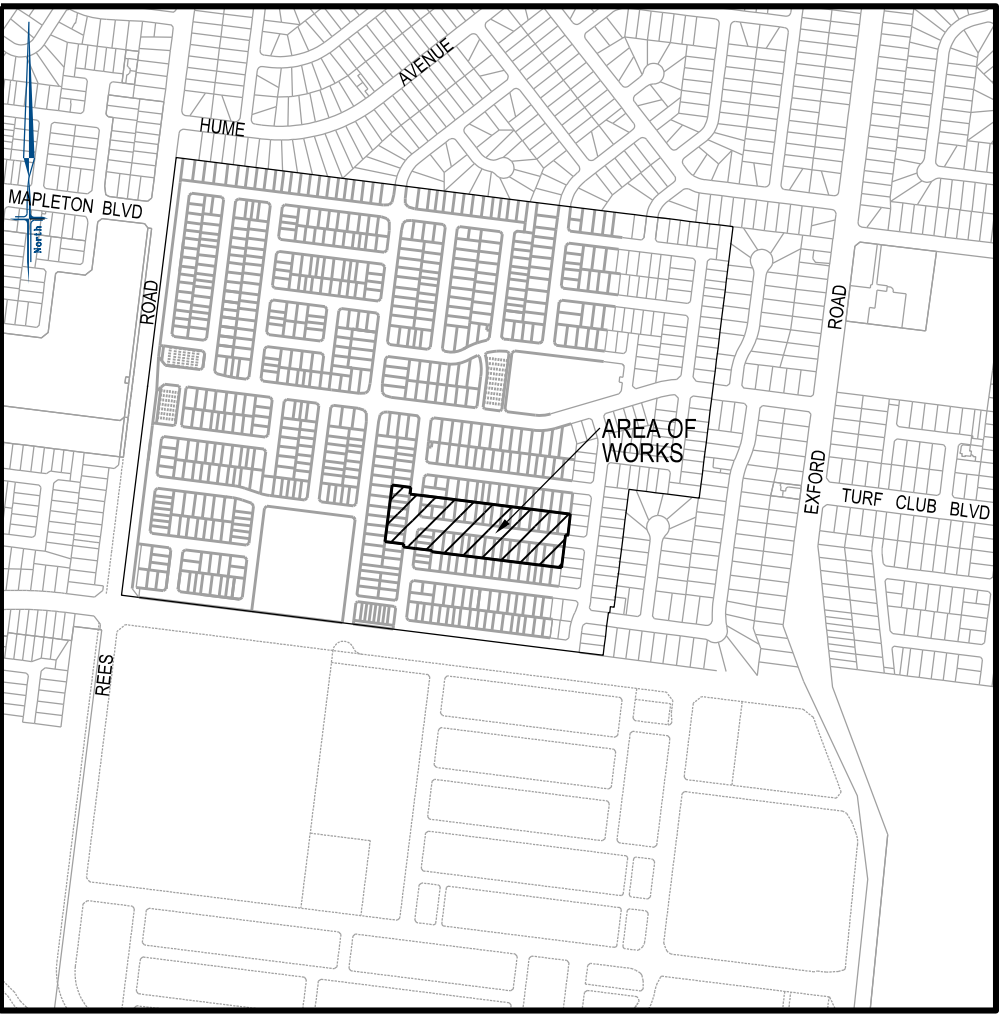 HUME
AVENUE
MAPLETON BLVD
North
ROAD
ROAD
AREA OF
WORKS
EXFORD
TURF CLUB BLVD
REES